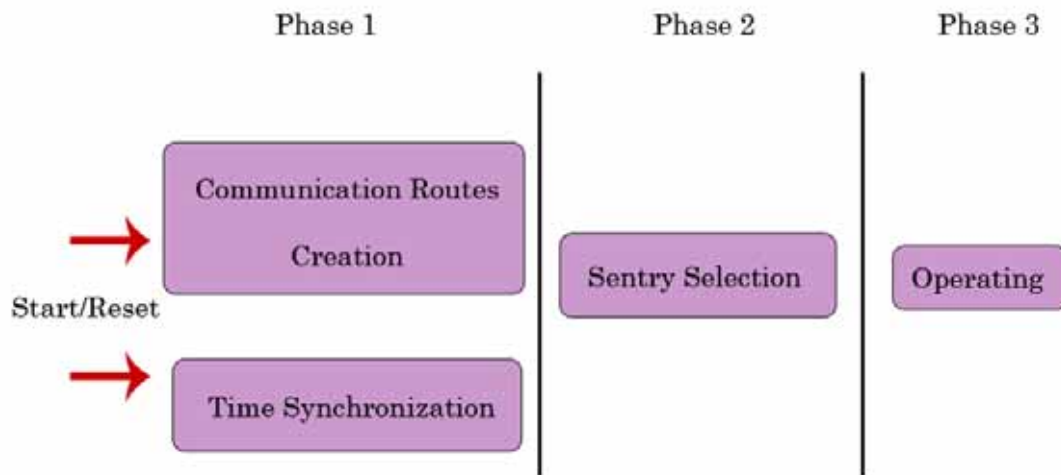 Phase 1
Phase 2
Phase 3
Communication Routes
Creation
Start/Reset
Sentry Selection
Operating
Time Synchronization